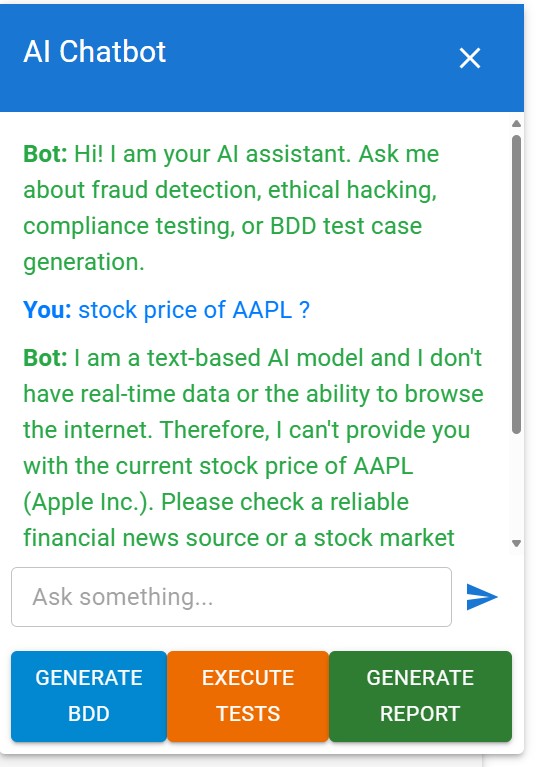 AI Chatbot
Bot: Hi! I am your AI assistant. Ask me
about fraud detection, ethical hacking,
compliance testing, or BDD test case
generation.
You: stock price of AAPL ?
Bot: I am a text-based AI model and I don't
have real-time data or the ability to browse
the internet. Therefore, I can't provide you
with the current stock price of AAPL
(Apple Inc.). Please check a reliable
financial news source or a stock market
Ask something...
GENERATE
BDD
EXECUTE
TESTS
GENERATE
REPORT